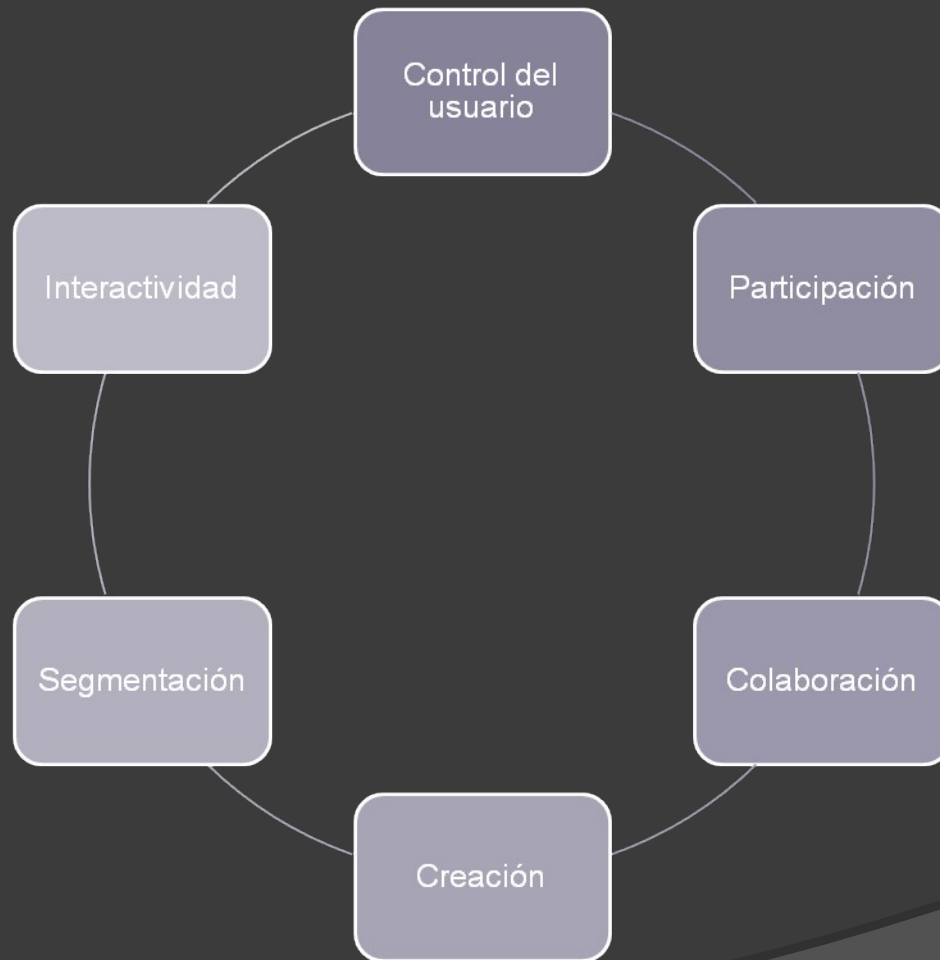 Control del
usuario
Interactividad
Participación
Segmentación
Colaboración
Creación